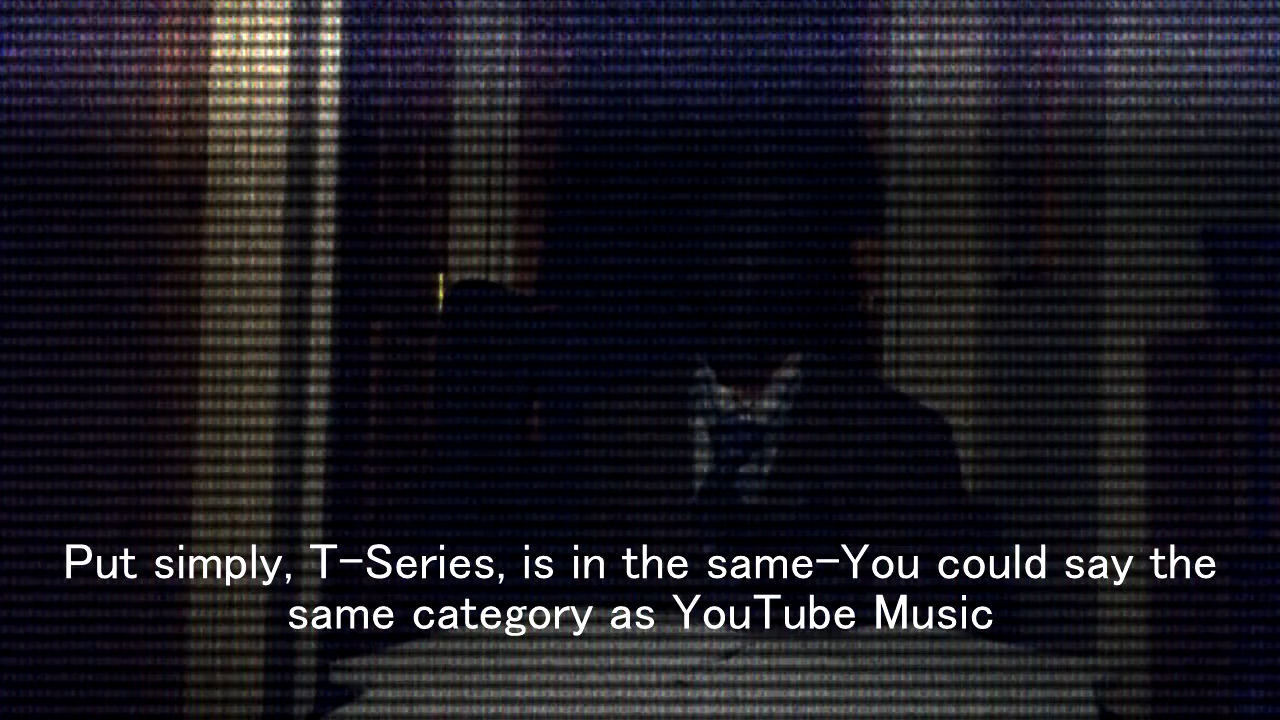 Put simply, T-Series, is in the same-You could say the
same category as YouTube Music